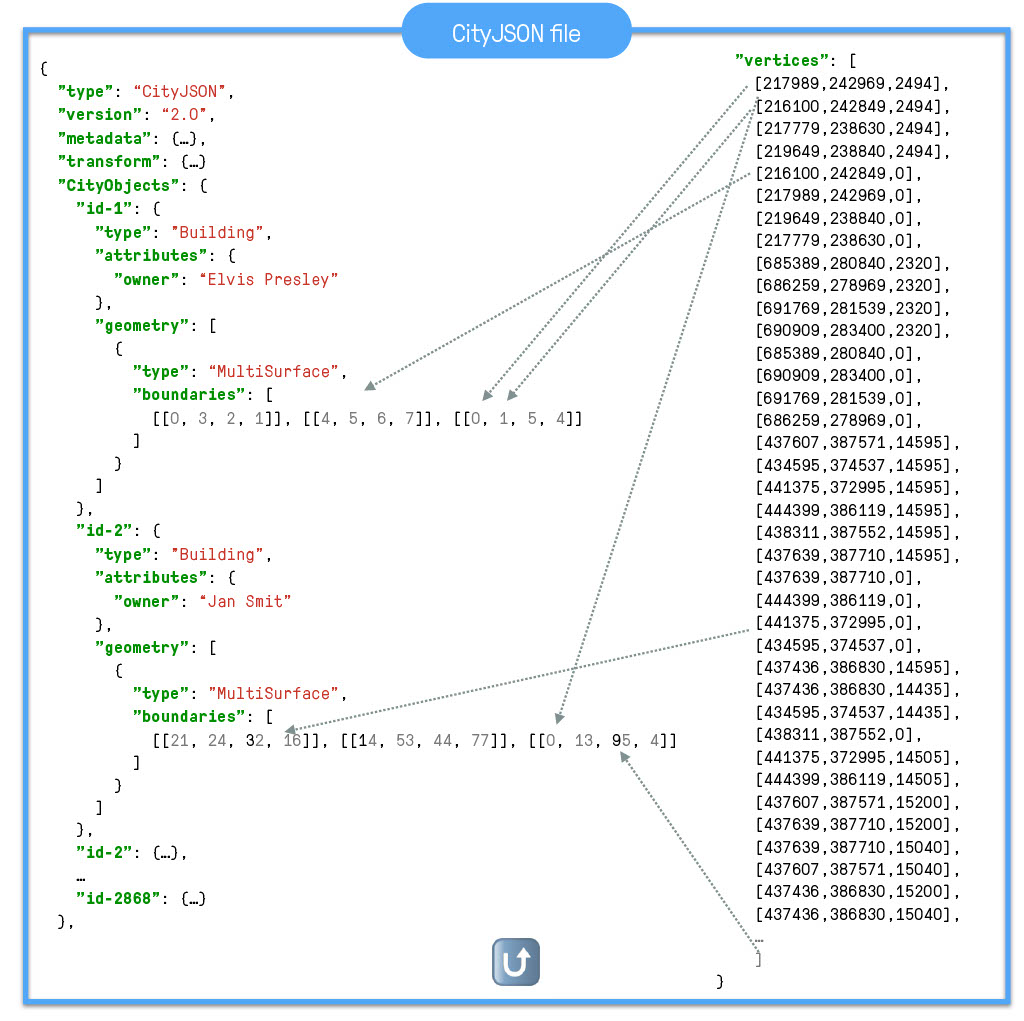 CityJSON file
{
"type": "CityJSON",
"version": "2.0",
"metadata": {…},
"transform": {…}
"CityObjects": {
"id-1": {
"type": "Building",
"attributes": {
"owner": "Elvis Presley"
},
"geometry": [
{
"type": "MultiSurface",
"boundaries": [
[[0, 3, 2, 1]], [[4, 5, 6, 7]], [[0, 1, 5, 4]]
]
}
]
},
"id-2": {
"type": "Building",
"attributes": {
"owner": "Jan Smit"
},
"geometry": [
{
"type": "MultiSurface",
"boundaries": [
[[21, 24, 32, 16]], [[14, 53, 44, 77]], [[0, 13, 95, 4]]
]
}
]
},
"id-2": {…},
…
"id-2868": {…}
},
"vertices": [
[217989,242969,2494],
[216100,242849,2494],
[217779,238630,2494],
[219649,238840,2494],
[216100,242849,0],
[217989,242969,0],
[219649,238840,0],
[217779,238630,0],
[685389,280840,2320],
[686259,278969,2320],
[691769,281539,2320],
[690909,283400,2320],
[685389,280840,0],
[690909,283400,0],
[691769,281539,0],
[686259,278969,0],
[437607,387571,14595],
[434595,374537,14595],
[441375,372995,14595],
[444399,386119,14595],
[438311,387552,14595],
[437639,387710,14595],
[437639,387710,0],
[444399,386119,0],
[441375,372995,0],
[434595,374537,0],
[437436,386830,14595],
[437436,386830,14435],
[434595,374537,14435],
[438311,387552,0],
[441375,372995,14505],
[444399,386119,14505],
[437607,387571,15200],
[437639,387710,15200],
[437639,387710,15040],
[437607,387571,15040],
[437436,386830,15200],
[437436,386830,15040],
…
]
}